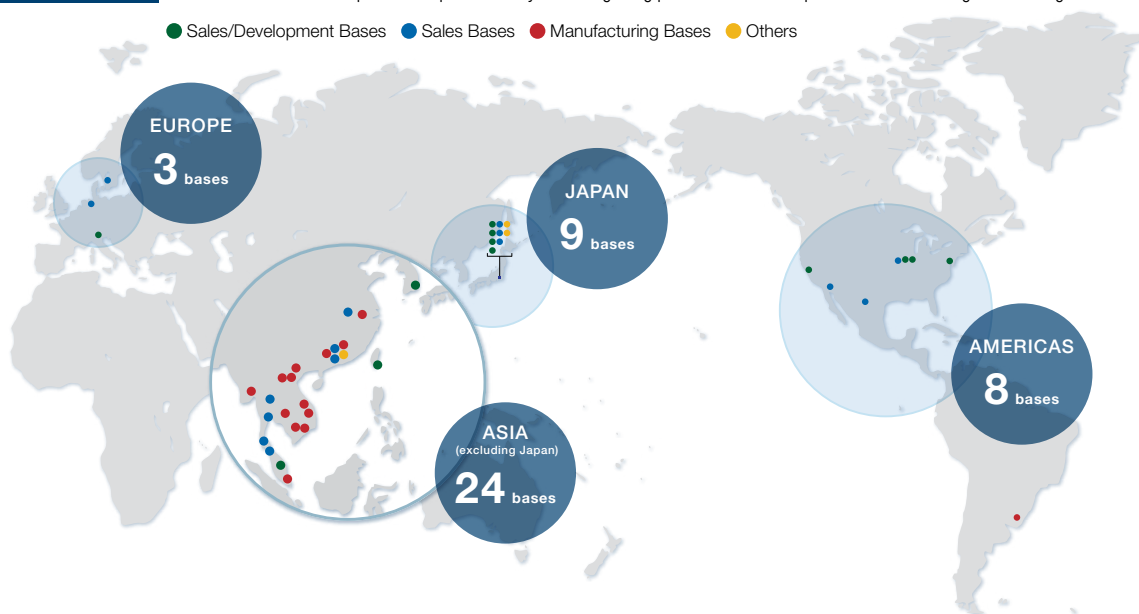 Sales/Development Bases Sales Bases Manufacturing Bases Others
EUROPE
3 bases
JAPAN
9 bases
AMERICAS
8 bases
ASIA
(excluding Japan)
24 bases